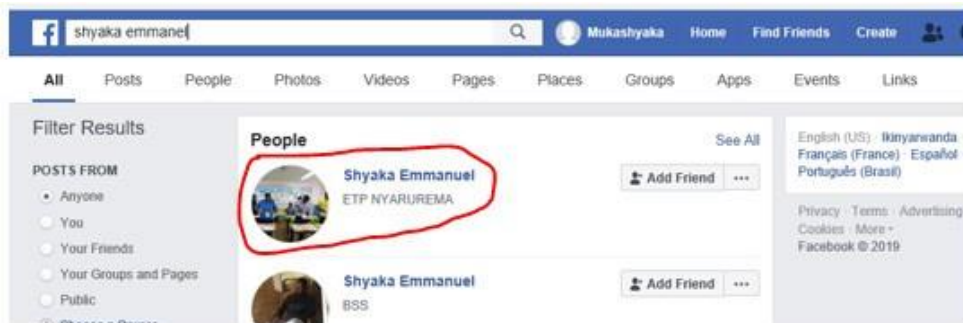 f shyaka emmanel Mukashyaka Home Find Friends Create
All Posts People Photos Videos Pages Places Groups Apps Events Links
Filter Results
POSTS FROM
Anyone
You
Your Friends
Your Groups and Pages
Public
People See All
Shyaka Emmanuel
ETP NYARUREMA
Add Friend
Shyaka Emmanuel
BSS
Add Friend
English (US) · Ikinyarwanda
Français (France) · Español
Português (Brasil)
Privacy · Terms · Advertising
Cookies · More
Facebook © 2019